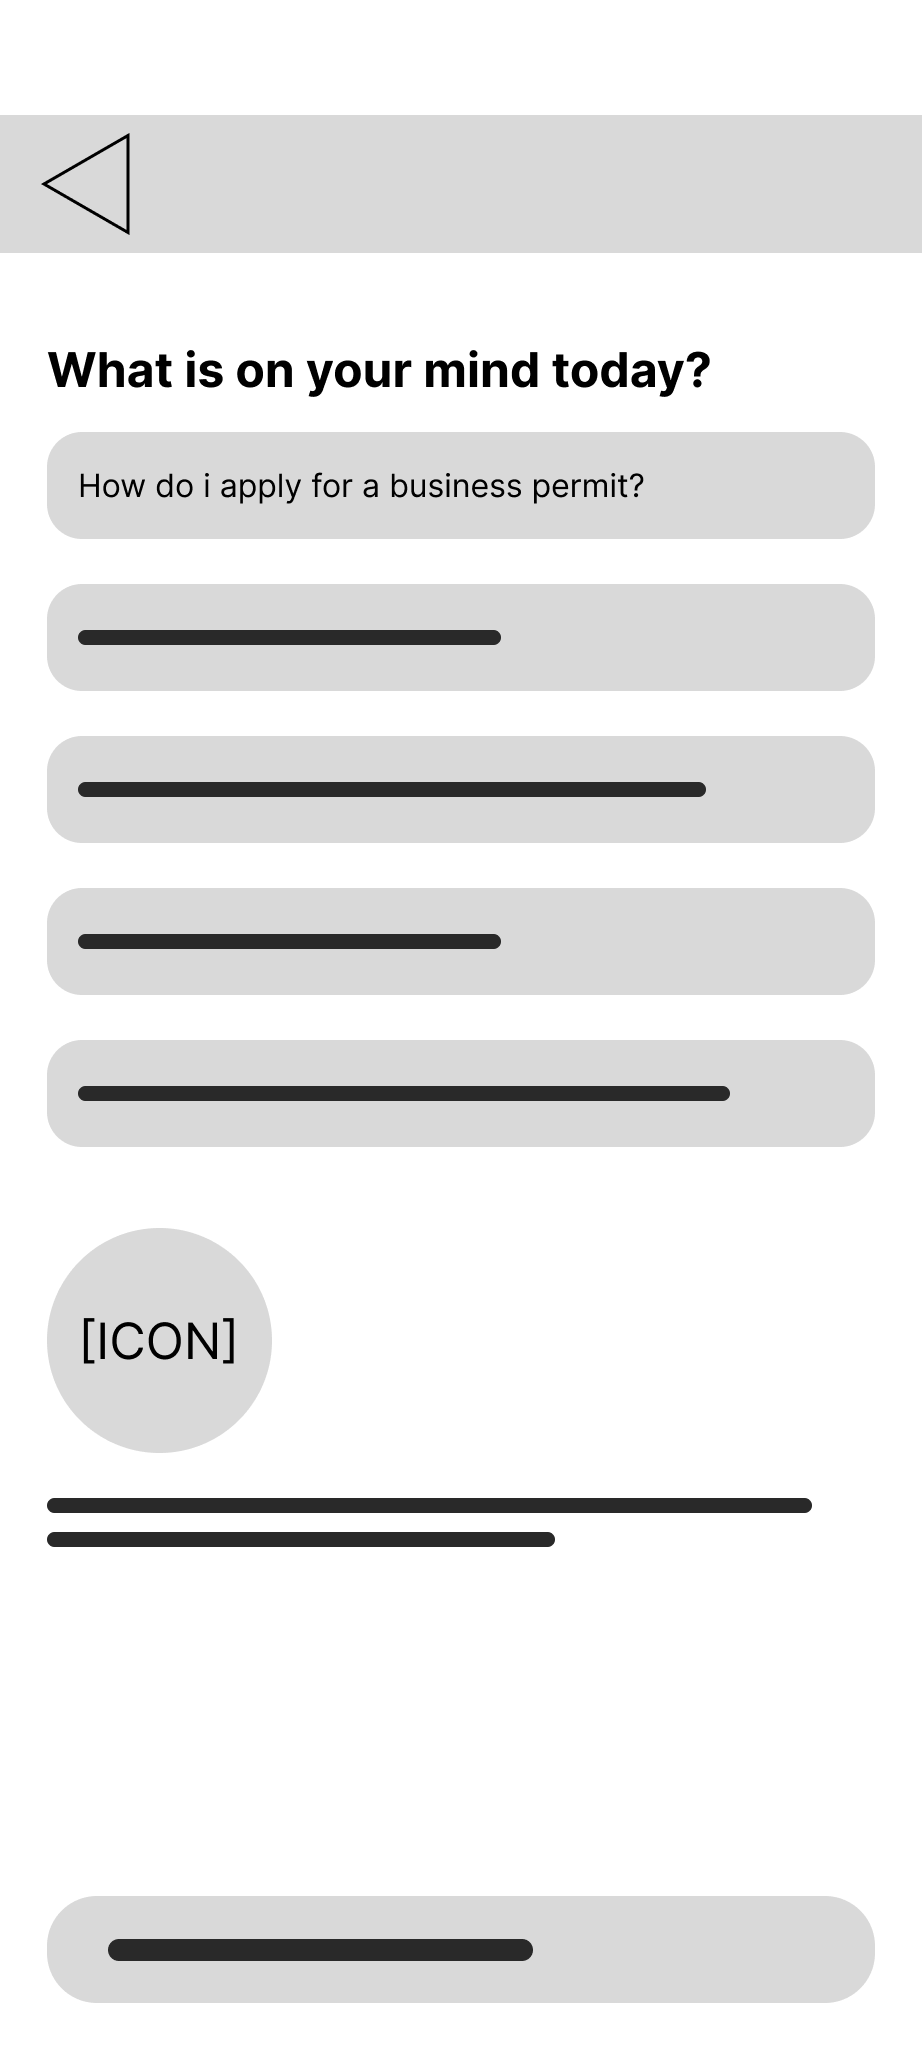 What is on your mind today?
How do i apply for a business permit?
[ICON]